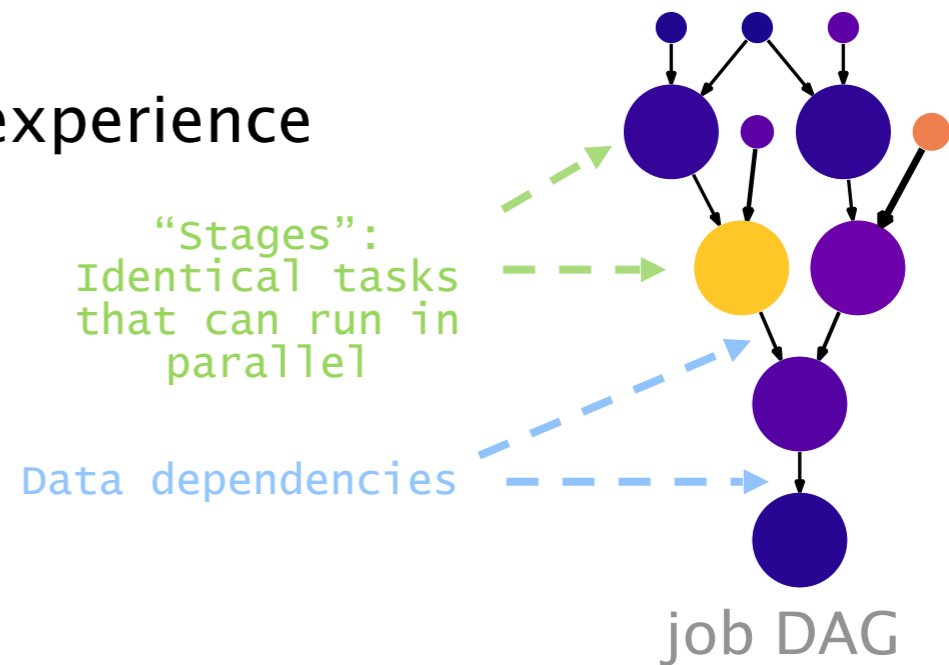 experience
“Stages”:
Identical tasks
that can run in
parallel
Data dependencies
job DAG